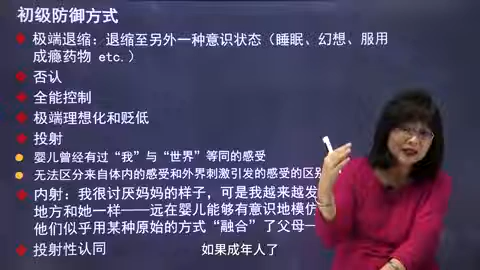 初级防御方式
极端退缩：退缩至另外一种意识状态（睡眠、幻想、服用
成瘾药物 etc.）
否认
全能控制
极端理想化和贬低
投射
婴儿曾经有过“我”与“世界”等同的感受
无法区分来自体内的感受和外界刺激引发的感受的区别
内射：我很讨厌妈妈的样子，可是我越来越发
地方和她一样——远在婴儿能够有意识地模仿
他们似乎用某种原始的方式“融合”了父母—
投射性认同
如果成年人了